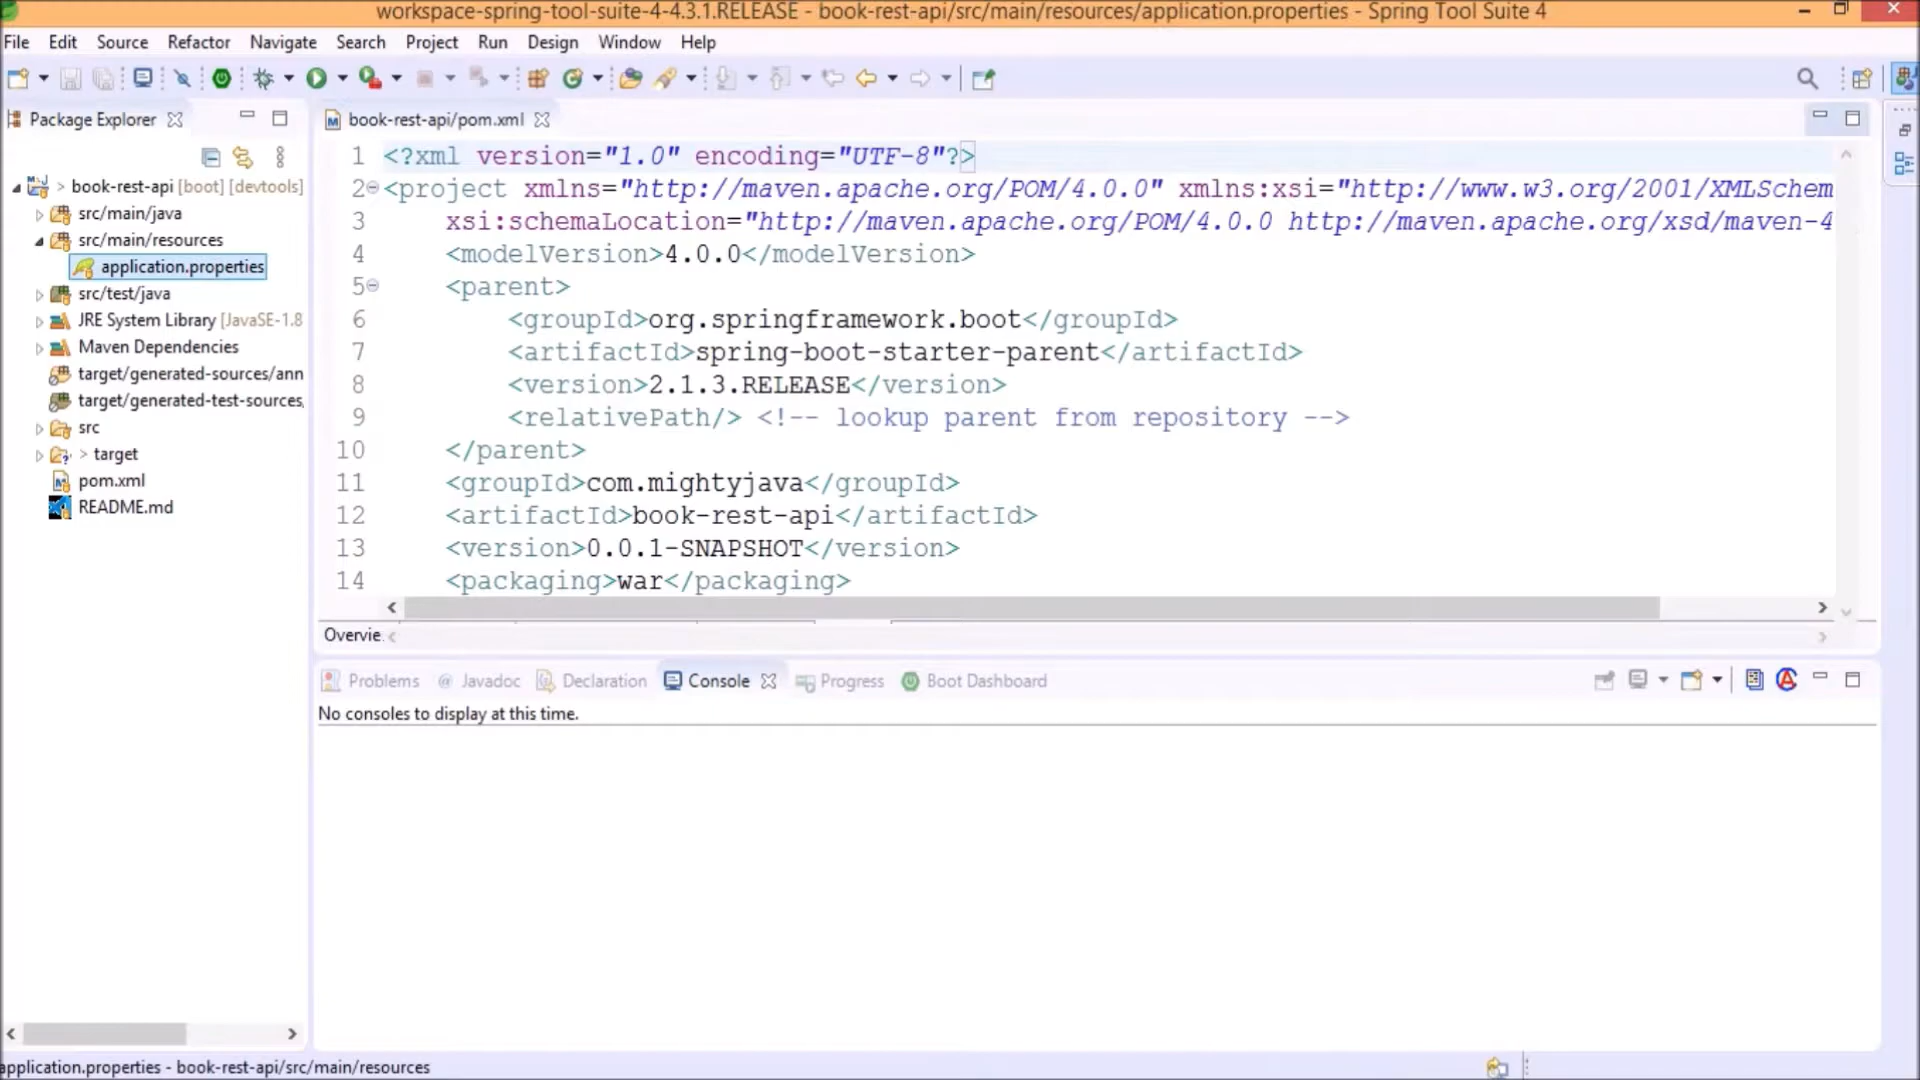 workspace-spring-tool-suite-4-4.3.1.RELEASE - book-rest-api/src/main/resources/application.properties - Spring Tool Suite 4
File Edit Source Refactor Navigate Search Project Run Design Window Help
Package Explorer
book-rest-api/pom.xml
> book-rest-api [boot] [devtools]
src/main/java
src/main/resources
application.properties
src/test/java
JRE System Library [JavaSE-1.8
Maven Dependencies
target/generated-sources/ann
target/generated-test-sources,
src
> target
pom.xml
README.md
1 <?xml version="1.0" encoding="UTF-8"?>
2 <project xmlns="http://maven.apache.org/POM/4.0.0" xmlns:xsi="http://www.w3.org/2001/XMLSchem
3 xsi:schemaLocation="http://maven.apache.org/POM/4.0.0 http://maven.apache.org/xsd/maven-4
4 <modelVersion>4.0.0</modelVersion>
5 <parent>
6 <groupId>org.springframework.boot</groupId>
7 <artifactId>spring-boot-starter-parent</artifactId>
8 <version>2.1.3.RELEASE</version>
9 <relativePath/> <!-- lookup parent from repository -->
10 </parent>
11 <groupId>com.mightyjava</groupId>
12 <artifactId>book-rest-api</artifactId>
13 <version>0.0.1-SNAPSHOT</version>
14 <packaging>war</packaging>
Overvie
Problems @ Javadoc Declaration Console Progress Boot Dashboard
No consoles to display at this time.
application.properties - book-rest-api/src/main/resources